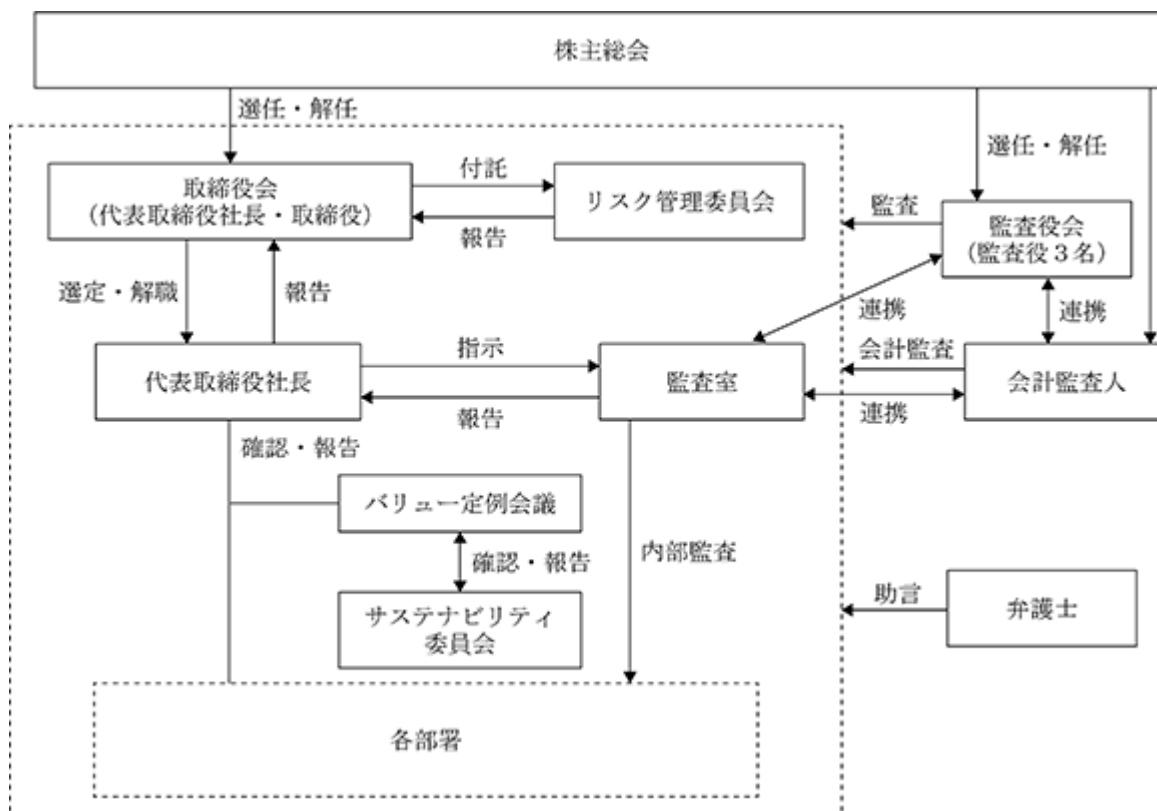 株主総会
選任・解任
選任・解任
取締役会
(代表取締役社長・取締役)
付託
報告
リスク管理委員会
監査
監査役会
(監査役3名)
選定・解職
報告
連携
連携
代表取締役社長
指示
報告
監査室
会計監査
連携
会計監査人
確認・報告
バリュー定例会議
確認・報告
サステナビリティ
委員会
内部監査
助言
弁護士
各部署